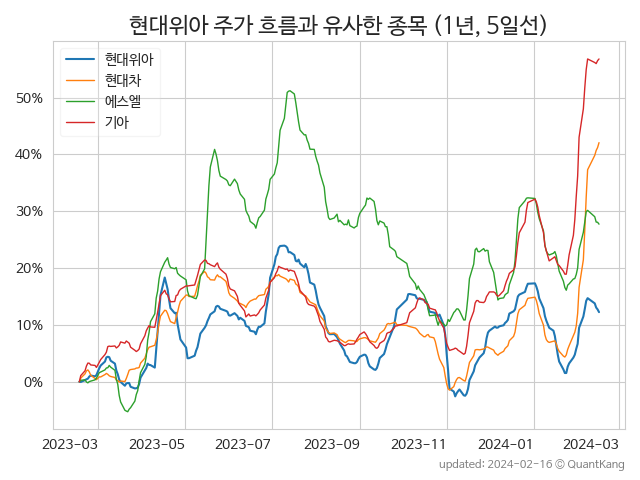 현대위아 주가 흐름과 유사한 종목 (1년, 5일선)
현대위아
현대차
에스엘
기아
50%
40%
30%
20%
10%
0%
2023-03 2023-05 2023-07 2023-09 2023-11 2024-01 2024-03
updated: 2024-02-16 © QuantKang